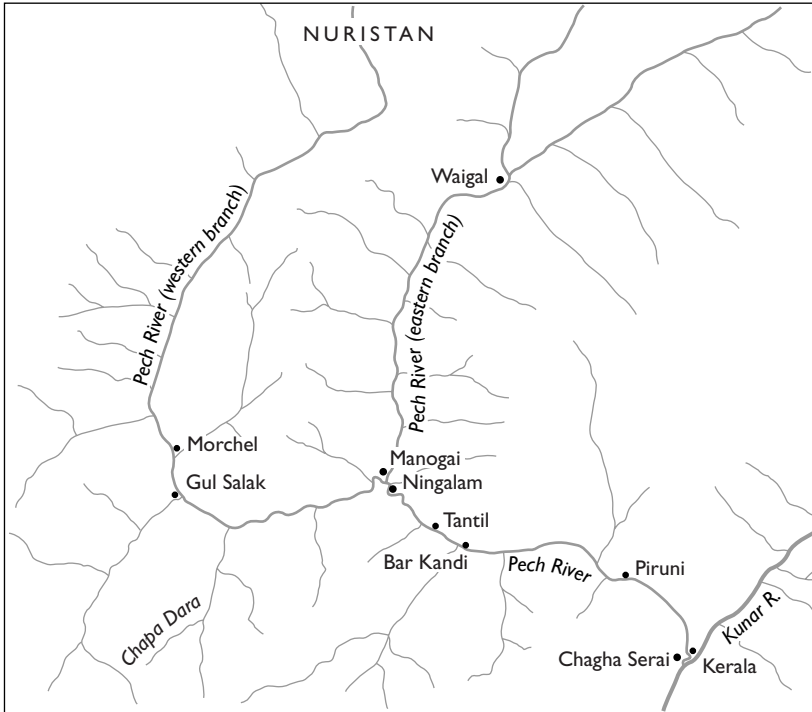 NURISTAN
Waigal
Pech River (western branch)
Pech River (eastern branch)
Morchel
Manogai
Gul Salak
Ningalam
Tantil
Bar Kandi
Pech River
Piruni
Chapa Dara
Kunar R.
Chagha Serai
Kerala